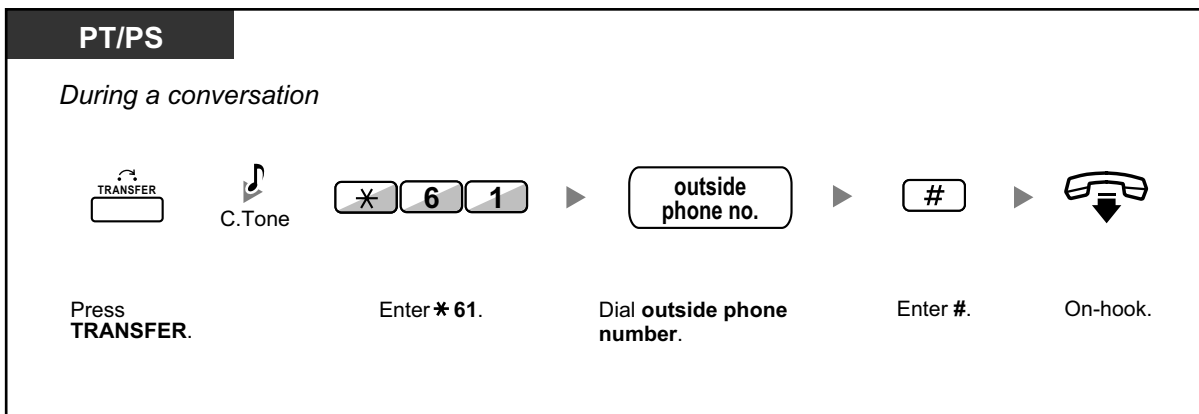 PT/PS
During a conversation
TRANSFER
C.Tone
* 6 1
outside
phone no.
#
Press
TRANSFER.
Enter * 61.
Dial outside phone
number.
Enter #.
On-hook.